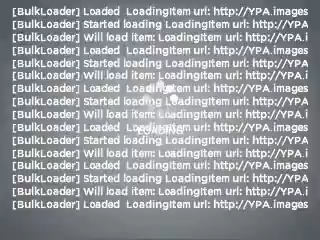 [BulkLoader] Loaded LoadingItem url: http://YPA.images
[BulkLoader] Started loading LoadingItem url: http://YPA
[BulkLoader] Will load item: LoadingItem url: http://YPA.i
[BulkLoader] Loaded LoadingItem url: http://YPA.images
[BulkLoader] Started loading LoadingItem url: http://YPA
[BulkLoader] Will load item: LoadingItem url: http://YPA.i
[BulkLoader] Loaded LoadingItem url: http://YPA.images
[BulkLoader] Started loading LoadingItem url: http://YPA
[BulkLoader] Will load item: LoadingItem url: http://YPA.i
[BulkLoader] Loaded LoadingItem url: http://YPA.images
LOADING
[BulkLoader] Started loading LoadingItem url: http://YPA
[BulkLoader] Will load item: LoadingItem url: http://YPA.i
[BulkLoader] Loaded LoadingItem url: http://YPA.images
[BulkLoader] Started loading LoadingItem url: http://YPA
[BulkLoader] Will load item: LoadingItem url: http://YPA.i
[BulkLoader] Loaded LoadingItem url: http://YPA.images